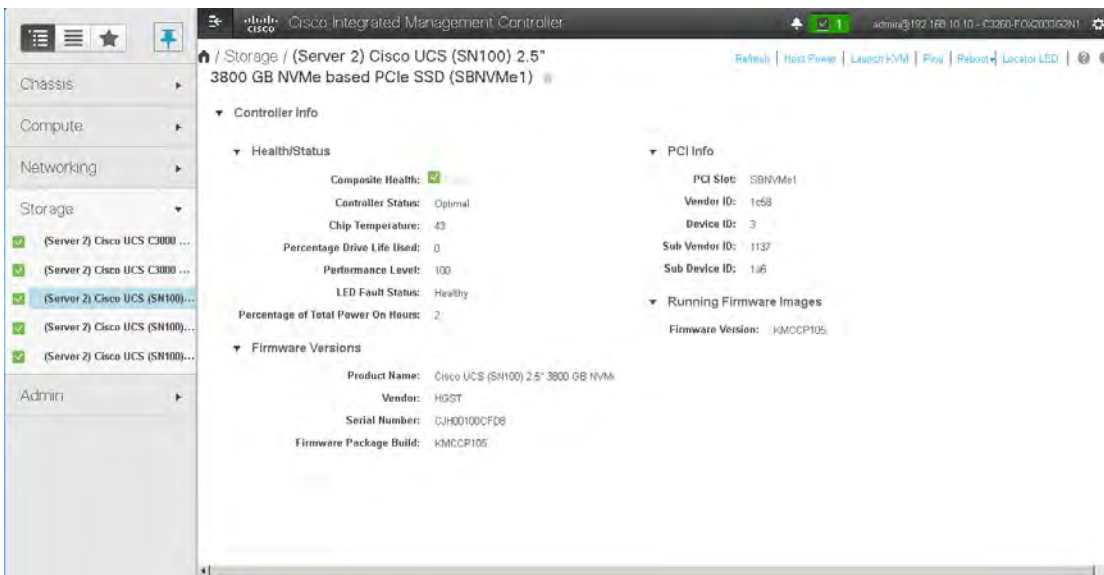 cisco Cisco Integrated Management Controller
1
/ Storage / (Server 2) Cisco UCS (SN100) 2.5"
3800 GB NVMe based PCIe SSD (SBNVMe1)
Refresh | Host Power | Launch KVM | Ping | Reboot | Locator LED |
Chassis
Compute
Networking
Storage
(Server 2) Cisco UCS C3000 ...
(Server 2) Cisco UCS C3000 ...
(Server 2) Cisco UCS (SN100)...
(Server 2) Cisco UCS (SN100)...
(Server 2) Cisco UCS (SN100)...
Admin
Controller Info
Health/Status
Composite Health:
Controller Status: Optimal
Chip Temperature: 43
Percentage Drive Life Used: 0
Performance Level: 100
LED Fault Status: Healthy
Percentage of Total Power On Hours: 2
Firmware Versions
Product Name: Cisco UCS (SN100) 2.5" 3800 GB NVMe
Vendor: HGST
Serial Number: CJH00100CFD8
Firmware Package Build: KMCCP105
PCI Info
PCI Slot: SBNVMe1
Vendor ID: 1c58
Device ID: 3
Sub Vendor ID: 1137
Sub Device ID: 1a6
Running Firmware Images
Firmware Version: KMCCP105